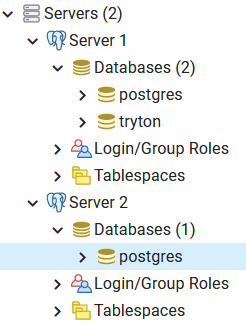 Servers (2)
Server 1
Databases (2)
postgres
tryton
Login/Group Roles
Tablespaces
Server 2
Databases (1)
postgres
Login/Group Roles
Tablespaces